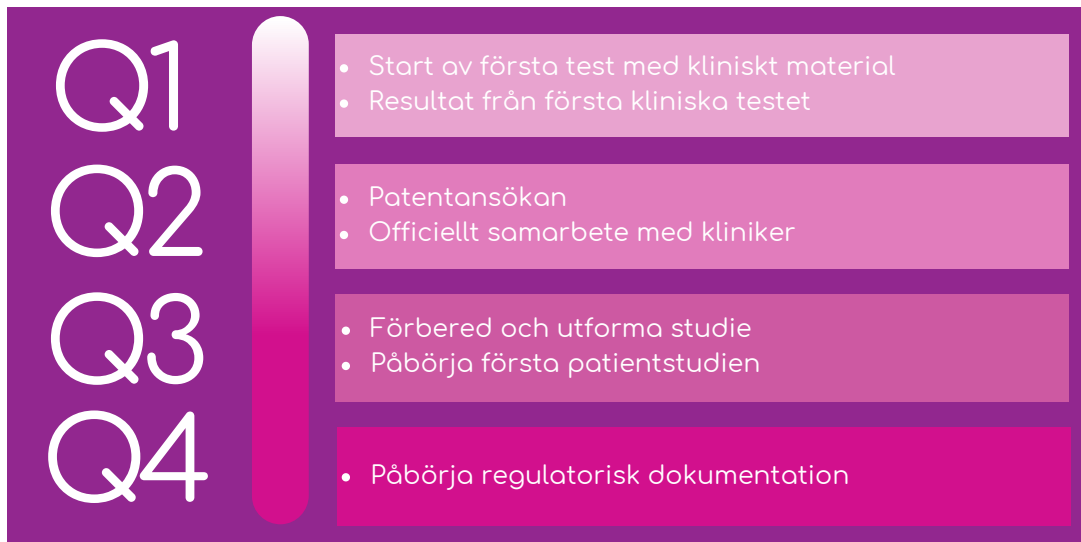 Q1
• Start av första test med kliniskt material
• Resultat från första kliniska testet
Q2
• Patentansökan
• Officiellt samarbete med kliniker
Q3
• Förbered och utforma studie
• Påbörja första patientstudien
Q4
• Påbörja regulatorisk dokumentation